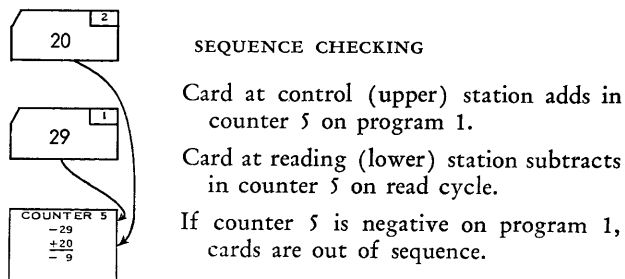 2
20
SEQUENCE CHECKING
Card at control (upper) station adds in
counter 5 on program 1.
1
29
Card at reading (lower) station subtracts
in counter 5 on read cycle.
COUNTER 5
-29
+20
- 9
If counter 5 is negative on program 1,
cards are out of sequence.